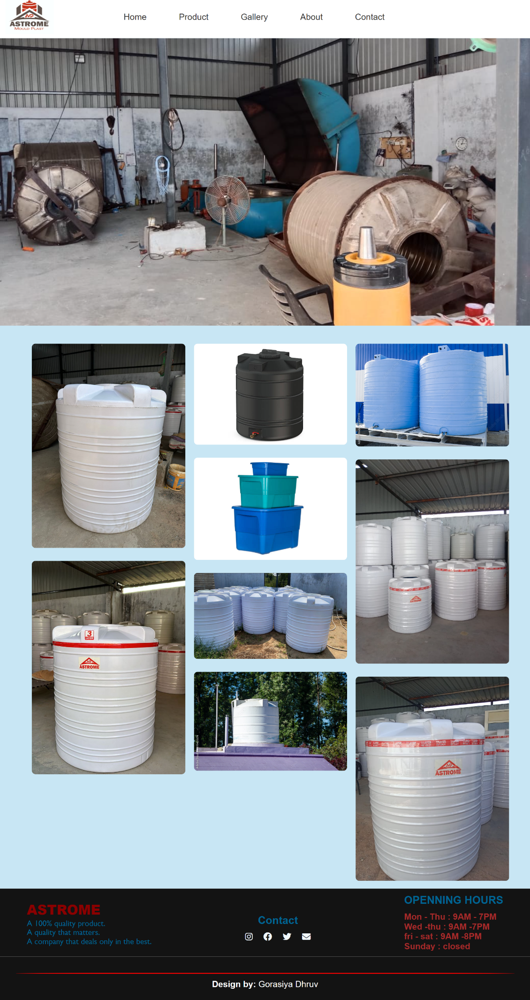 ASTROME
MOULD PLAST
Home
Product
Gallery
About
Contact
3
LAYER
ASTROME
ASTROME
ASTROME
ASTROME
A 100% quality product.
A quality that matters.
A company that deals only in the best.
Contact
OPENNING HOURS
Mon - Thu : 9AM - 7PM
Wed -thu : 9AM -7PM
fri - sat : 9AM -8PM
Sunday : closed
Design by: Gorasiya Dhruv